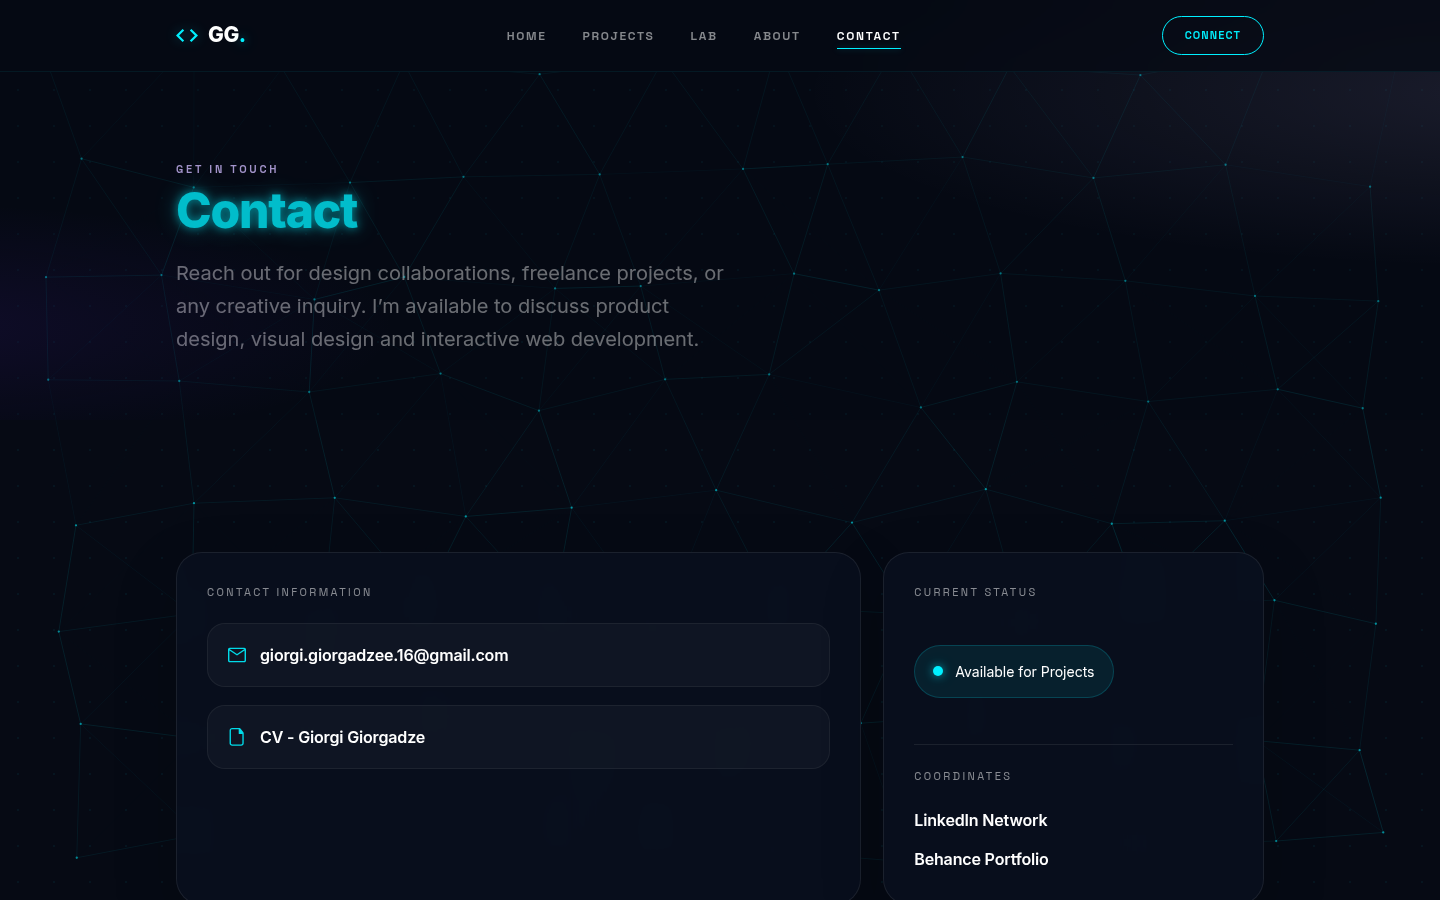 GG.
HOME PROJECTS LAB ABOUT CONTACT
CONNECT
GET IN TOUCH
Contact
Reach out for design collaborations, freelance projects, or
any creative inquiry. I’m available to discuss product
design, visual design and interactive web development.
CONTACT INFORMATION
giorgi.giorgadzee.16@gmail.com
CV - Giorgi Giorgadze
CURRENT STATUS
Available for Projects
COORDINATES
LinkedIn Network
Behance Portfolio